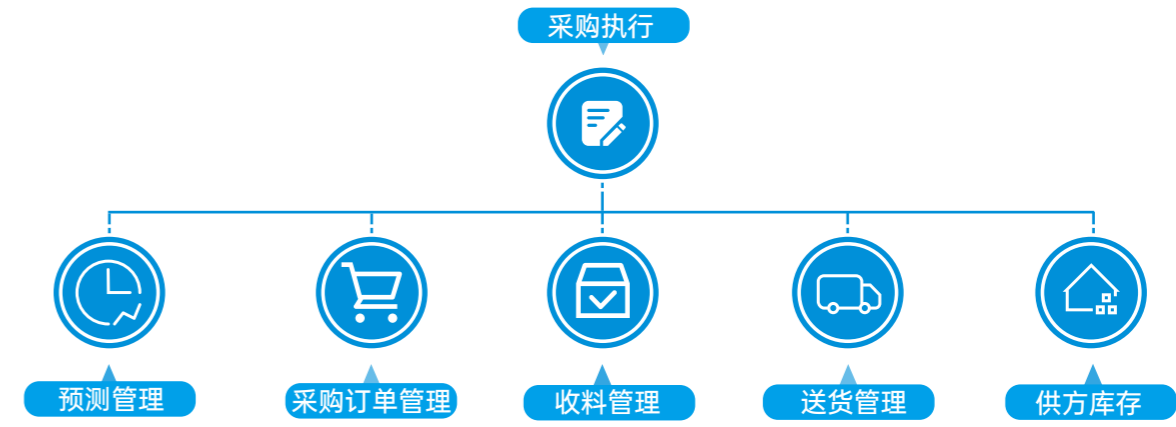 采购执行
预测管理
采购订单管理
收料管理
送货管理
供方库存